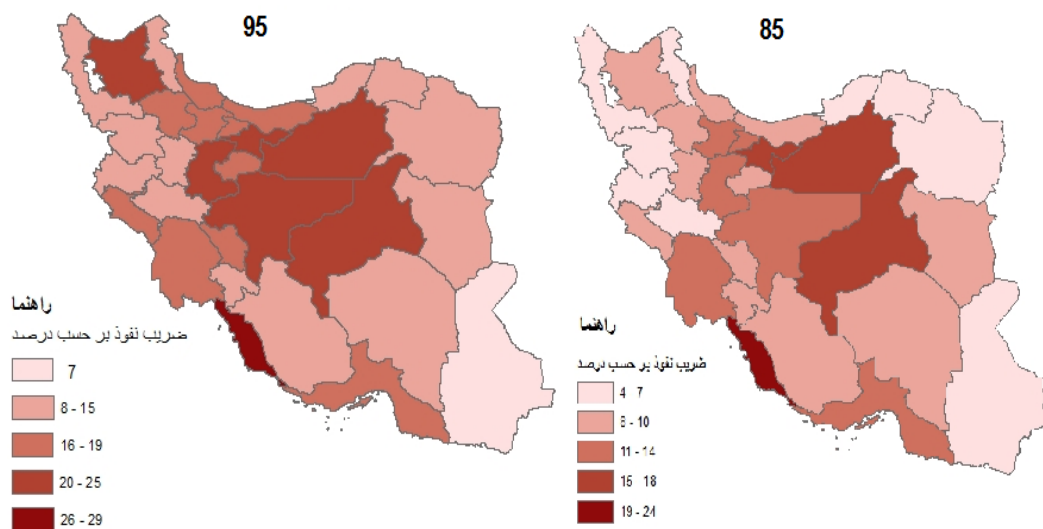 95
راهنما
ضریب نفوذ بر حسب درصد
7
8 - 15
16 - 19
20 - 25
26 - 29
85
راهنما
ضریب نفوذ بر حسب درصد
4 - 7
8 - 10
11 - 14
15 - 18
19 - 24